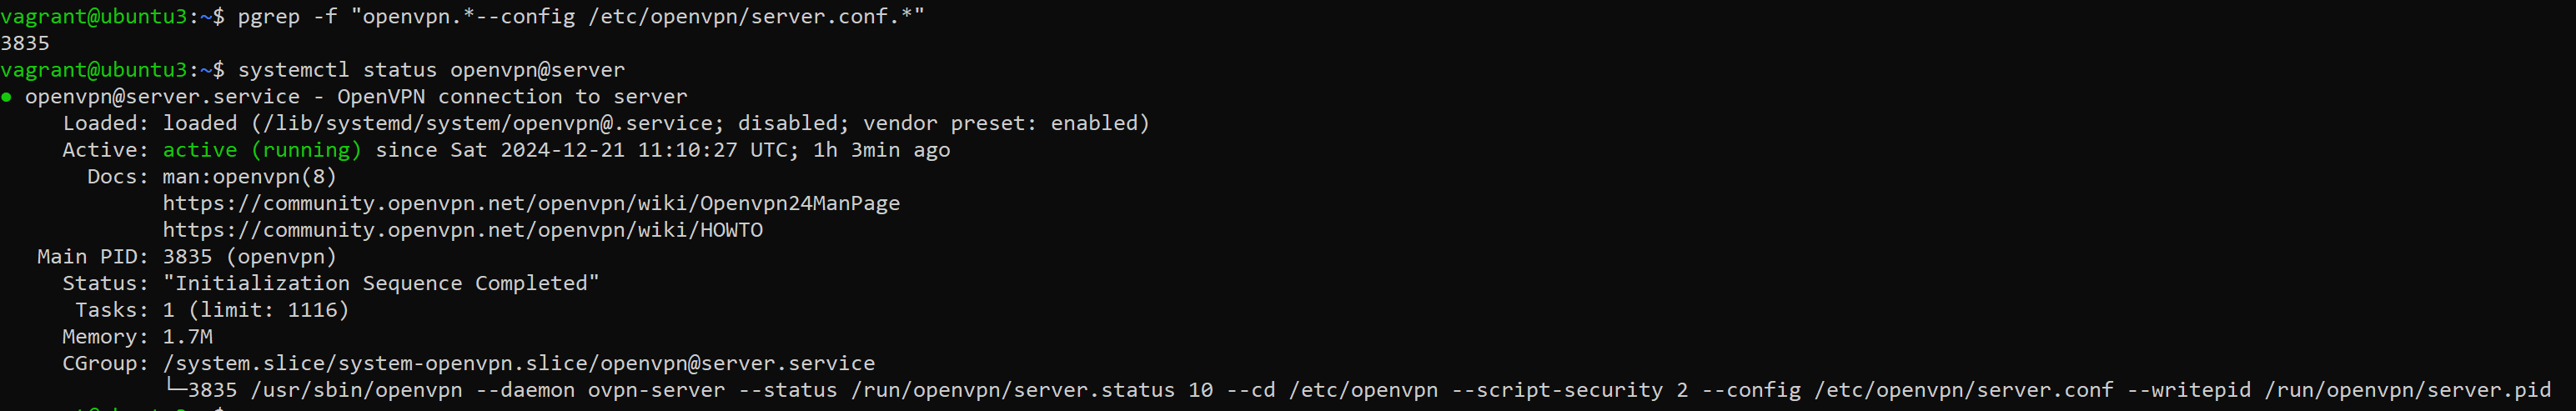 vagrant@ubuntu3:~$ pgrep -f "openvpn.*--config /etc/openvpn/server.conf.*"
3835
vagrant@ubuntu3:~$ systemctl status openvpn@server
● openvpn@server.service - OpenVPN connection to server
     Loaded: loaded (/lib/systemd/system/openvpn@.service; disabled; vendor preset: enabled)
     Active: active (running) since Sat 2024-12-21 11:10:27 UTC; 1h 3min ago
       Docs: man:openvpn(8)
             https://community.openvpn.net/openvpn/wiki/Openvpn24ManPage
             https://community.openvpn.net/openvpn/wiki/HOWTO
   Main PID: 3835 (openvpn)
     Status: "Initialization Sequence Completed"
      Tasks: 1 (limit: 1116)
     Memory: 1.7M
     CGroup: /system.slice/system-openvpn.slice/openvpn@server.service
             └─3835 /usr/sbin/openvpn --daemon ovpn-server --status /run/openvpn/server.status 10 --cd /etc/openvpn --script-security 2 --config /etc/openvpn/server.conf --writepid /run/openvpn/server.pid